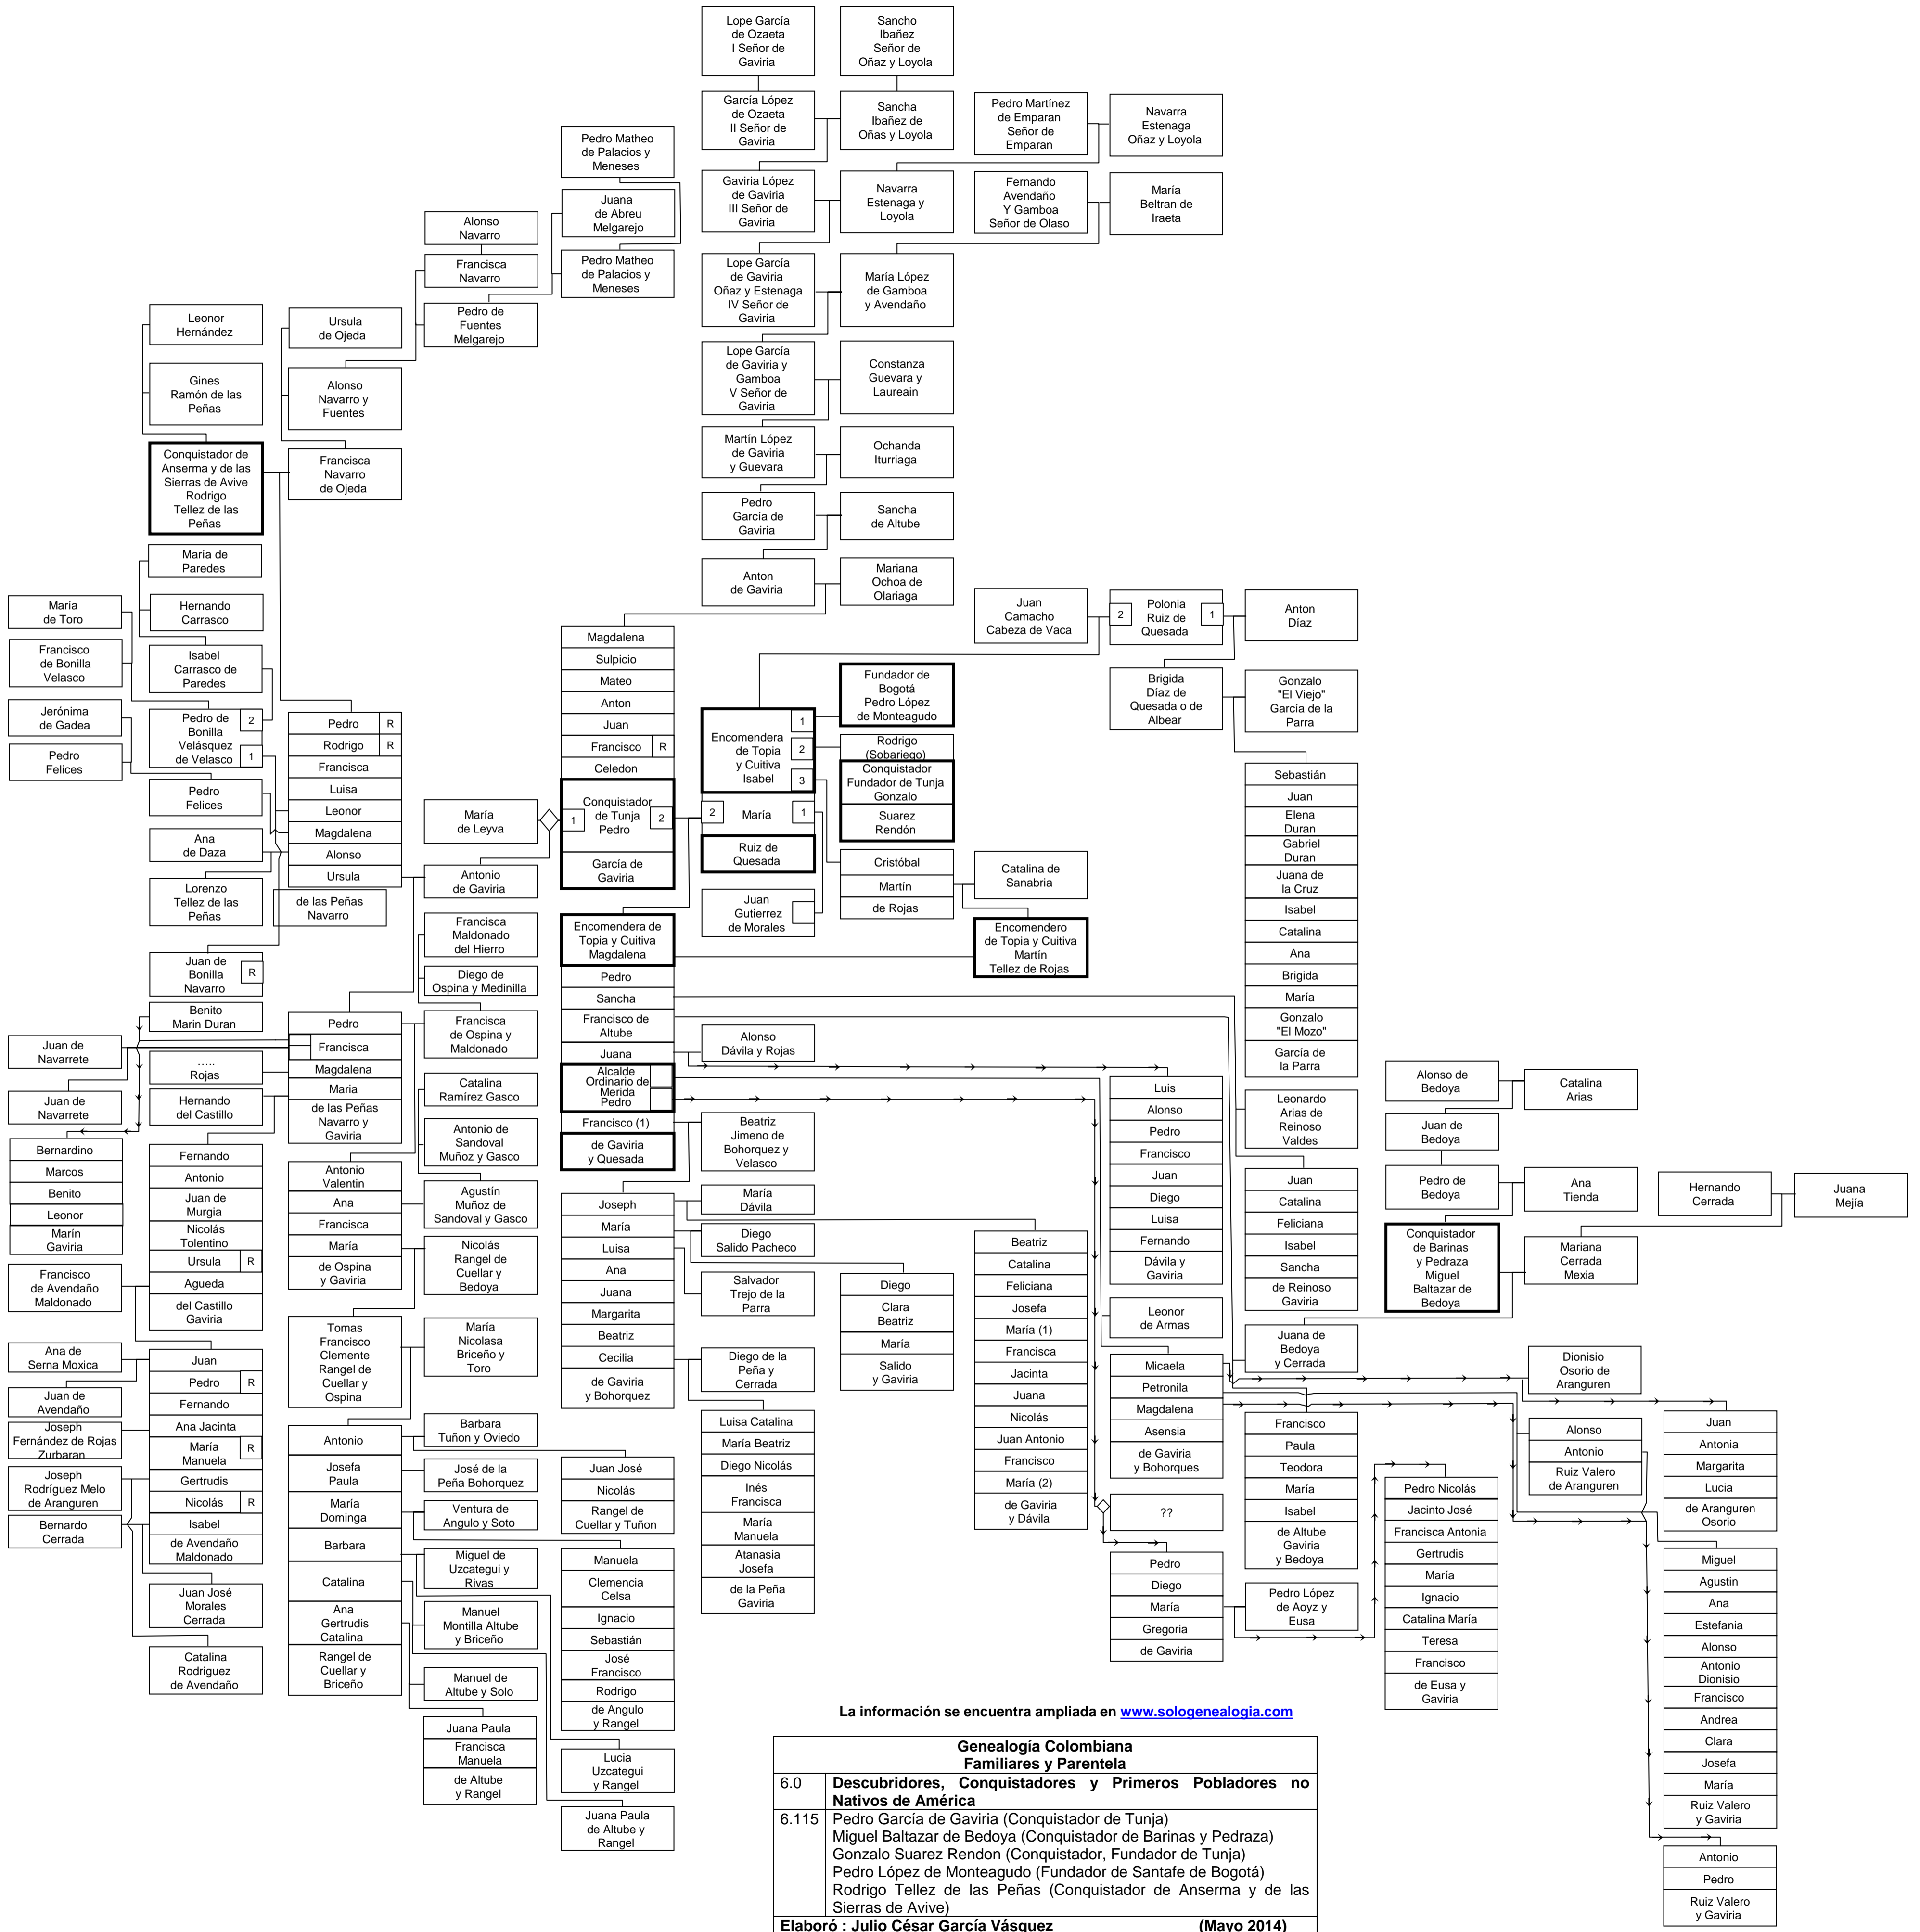 Lope García
de Ozaeta
I Señor de
Gaviria
Sancho
Ibañez
Señor de
Oñaz y Loyola
García López
de Ozaeta
II Señor de
Gaviria
Sancha
Ibañez de
Oñas y Loyola
Pedro Martínez
de Emparan
Señor de
Emparan
Navarra
Estenaga
Oñaz y Loyola
Pedro Matheo
de Palacios y
Meneses
Gaviria López
de Gaviria
III Señor de
Gaviria
Navarra
Estenaga y
Loyola
Fernando
Avendaño
Y Gamboa
Señor de Olaso
María
Beltran de
Iraeta
Juana
de Abreu
Melgarejo
Alonso
Navarro
Francisca
Navarro
Pedro Matheo
de Palacios y
Meneses
Lope García
de Gaviria
Oñaz y Estenaga
IV Señor de
Gaviria
María López
de Gamboa
y Avendaño
Pedro de
Fuentes
Melgarejo
Leonor
Hernández
Ursula
de Ojeda
Gines
Ramón de las
Peñas
Alonso
Navarro y
Fuentes
Lope García
de Gaviria y
Gamboa
V Señor de
Gaviria
Constanza
Guevara y
Laureain
Conquistador de
Anserma y de las
Sierras de Avive
Rodrigo
Tellez de las
Peñas
Francisca
Navarro
de Ojeda
Martín López
de Gaviria
y Guevara
Ochanda
Iturriaga
Pedro
García de
Gaviria
Sancha
de Altube
Anton
de Gaviria
Mariana
Ochoa de
Olariaga
María de
Paredes
Hernando
Carrasco
María
de Toro
Francisco
de Bonilla
Velasco
Isabel
Carrasco de
Paredes
Jerónima
de Gadea
Pedro
Felices
Pedro de
Bonilla
Velásquez
de Velasco
2
1
Pedro
Felices
Ana
de Daza
Lorenzo
Tellez de las
Peñas
Pedro R
Rodrigo R
Francisca
Luisa
Leonor
Magdalena
Alonso
Ursula
de las Peñas
Navarro
Juan de
Bonilla
Navarro
R
Magdalena
Sulpicio
Mateo
Anton
Juan
Francisco R
Celedon
Conquistador
de Tunja
Pedro
1
2
García de
Gaviria
María
de Leyva
Antonio
de Gaviria
Juan
Camacho
Cabeza de Vaca
2
Polonia
Ruiz de
Quesada
1
Anton
Díaz
Fundador de
Bogotá
Pedro López
de Monteagudo
Encomendera
de Topia
y Cuitiva
Isabel
1
2
3
Rodrigo
(Sobariego)
Conquistador
Fundador de Tunja
Gonzalo
Suarez
Rendón
2
María
1
Ruiz de
Quesada
Juan
Gutierrez
de Morales
Cristóbal
Martín
de Rojas
Catalina de
Sanabria
Encomendero
de Topia y Cuitiva
Martín
Tellez de Rojas
Brigida
Díaz de
Quesada o de
Albear
Gonzalo
"El Viejo"
García de la
Parra
Sebastián
Juan
Elena
Duran
Gabriel
Duran
Juana de
la Cruz
Isabel
Catalina
Ana
Brigida
María
Gonzalo
"El Mozo"
García de
la Parra
Leonardo
Arias de
Reinoso
Valdes
Juan
Catalina
Feliciana
Isabel
Sancha
de Reinoso
Gaviria
Juana de
Bedoya
y Cerrada
Alonso de
Bedoya
Catalina
Arias
Juan de
Bedoya
Pedro de
Bedoya
Ana
Tienda
Hernando
Cerrada
Juana
Mejía
Conquistador
de Barinas
y Pedraza
Miguel
Baltazar de
Bedoya
Mariana
Cerrada
Mexia
Encomendera de
Topia y Cuitiva
Magdalena
Pedro
Sancha
Francisco de
Altube
Juana
Alcalde
Ordinario de
Merida
Pedro
Francisco (1)
de Gaviria
y Quesada
Alonso
Dávila y Rojas
Beatriz
Jimeno de
Bohorquez y
Velasco
Francisca
Maldonado
del Hierro
Diego de
Ospina y Medinilla
Francisca
de Ospina y
Maldonado
Catalina
Ramírez Gasco
Antonio de
Sandoval
Muñoz y Gasco
Agustín
Muñoz de
Sandoval y Gasco
Nicolás
Rangel de
Cuellar y
Bedoya
Benito
Marin Duran
Juan de
Navarrete
.....
Rojas
Juan de
Navarrete
Hernando
del Castillo
Pedro
Francisca
Magdalena
Maria
de las Peñas
Navarro y
Gaviria
Bernardino
Marcos
Benito
Leonor
Marín
Gaviria
Fernando
Antonio
Juan de
Murgia
Nicolás
Tolentino
Ursula R
Agueda
del Castillo
Gaviria
Antonio
Valentin
Ana
Francisca
María
de Ospina
y Gaviria
Francisco
de Avendaño
Maldonado
Joseph
María
Luisa
Ana
Juana
Margarita
Beatriz
Cecilia
de Gaviria
y Bohorquez
María
Dávila
Diego
Salido Pacheco
Salvador
Trejo de la
Parra
Diego de la
Peña y
Cerrada
Diego
Clara
Beatriz
María
Salido
y Gaviria
Beatriz
Catalina
Feliciana
Josefa
María (1)
Francisca
Jacinta
Juana
Nicolás
Juan Antonio
Francisco
María (2)
de Gaviria
y Dávila
Luis
Alonso
Pedro
Francisco
Juan
Diego
Luisa
Fernando
Dávila y
Gaviria
Leonor
de Armas
Micaela
Petronila
Magdalena
Asensia
de Gaviria
y Bohorques
??
Pedro
Diego
María
Gregoria
de Gaviria
Francisco
Paula
Teodora
María
Isabel
de Altube
Gaviria
y Bedoya
Pedro López
de Aoyz y
Eusa
Pedro Nicolás
Jacinto José
Francisca Antonia
Gertrudis
María
Ignacio
Catalina María
Teresa
Francisco
de Eusa y
Gaviria
Dionisio
Osorio de
Aranguren
Alonso
Antonio
Ruiz Valero
de Aranguren
Juan
Antonia
Margarita
Lucia
de Aranguren
Osorio
Miguel
Agustin
Ana
Estefania
Alonso
Antonio
Dionisio
Francisco
Andrea
Clara
Josefa
María
Ruiz Valero
y Gaviria
Antonio
Pedro
Ruiz Valero
y Gaviria
Ana de
Serna Moxica
Juan de
Avendaño
Joseph
Fernández de Rojas
Zurbaran
Joseph
Rodríguez Melo
de Aranguren
Bernardo
Cerrada
Juan
Pedro R
Fernando
Ana Jacinta
María
Manuela
R
Gertrudis
Nicolás R
Isabel
de Avendaño
Maldonado
Juan José
Morales
Cerrada
Catalina
Rodriguez
de Avendaño
Tomas
Francisco
Clemente
Rangel de
Cuellar y
Ospina
María
Nicolasa
Briceño y
Toro
Antonio
Josefa
Paula
María
Dominga
Barbara
Catalina
Ana
Gertrudis
Catalina
Rangel de
Cuellar y
Briceño
Barbara
Tuñon y Oviedo
José de la
Peña Bohorquez
Ventura de
Angulo y Soto
Miguel de
Uzcategui y
Rivas
Manuel
Montilla Altube
y Briceño
Manuel de
Altube y Solo
Juana Paula
Francisca
Manuela
de Altube
y Rangel
Juan José
Nicolás
Rangel de
Cuellar y Tuñon
Manuela
Clemencia
Celsa
Ignacio
Sebastián
José
Francisco
Rodrigo
de Angulo
y Rangel
Lucia
Uzcategui
y Rangel
Juana Paula
de Altube y
Rangel
Luisa Catalina
María Beatriz
Diego Nicolás
Inés
Francisca
María
Manuela
Atanasia
Josefa
de la Peña
Gaviria
La información se encuentra ampliada en www.sologenealogia.com
Genealogía Colombiana
Familiares y Parentela
6.0 Descubridores, Conquistadores y Primeros Pobladores no
Nativos de América
6.115 Pedro García de Gaviria (Conquistador de Tunja)
Miguel Baltazar de Bedoya (Conquistador de Barinas y Pedraza)
Gonzalo Suarez Rendon (Conquistador, Fundador de Tunja)
Pedro López de Monteagudo (Fundador de Santafe de Bogotá)
Rodrigo Tellez de las Peñas (Conquistador de Anserma y de las
Sierras de Avive)
Elaboró : Julio César García Vásquez (Mayo 2014)